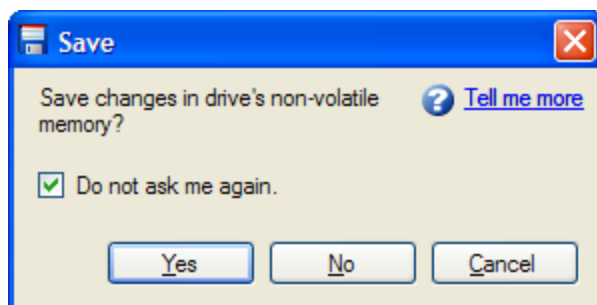 Save
Save changes in drive's non-volatile
memory?
Tell me more
Do not ask me again.
Yes
No
Cancel